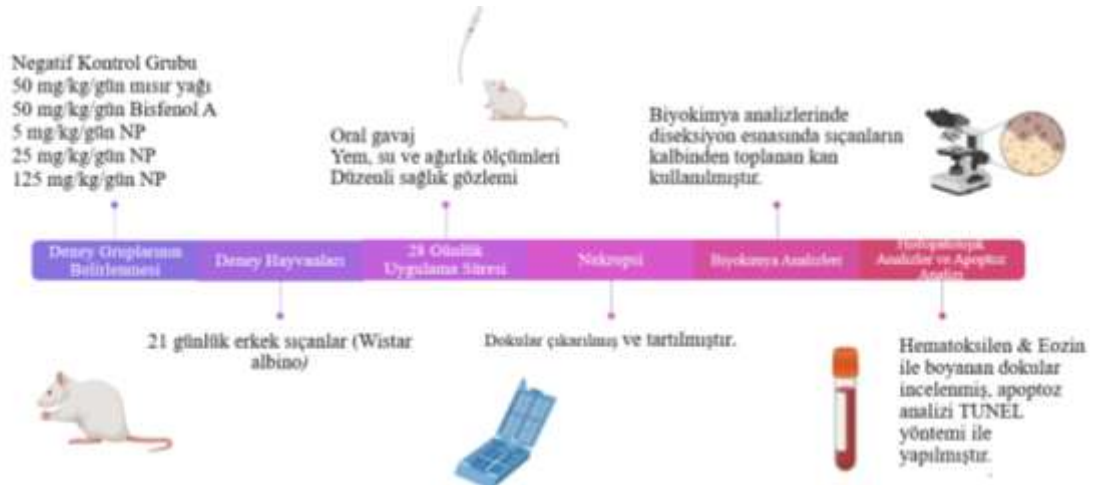 Negatif Kontrol Grubu
50 mg/kg/gün mısır yağı
50 mg/kg/gün Bisfenol A
5 mg/kg/gün NP
25 mg/kg/gün NP
125 mg/kg/gün NP
Oral gavaj
Yem, su ve ağırlık ölçümleri
Düzenli sağlık gözlemi
Biyokimya analizlerinde
diseksiyon esnasında sıçanların
kalbinden toplanan kan
kullanılmıştır.
Deney Gruplarının
Belirlenmesi
Deney Hayvanları
28 Günlük
Uygulama Süresi
Nekropsi
Biyokimya Analizleri
Histopatolojik
Analizler ve Apoptoz
Analizi
21 günlük erkek sıçanlar (Wistar
albino)
Dokular çıkarılmış ve tartılmıştır.
Hematoksilen & Eozin
ile boyanan dokular
incelenmiş, apoptoz
analizi TUNEL
yöntemi ile
yapılmıştır.